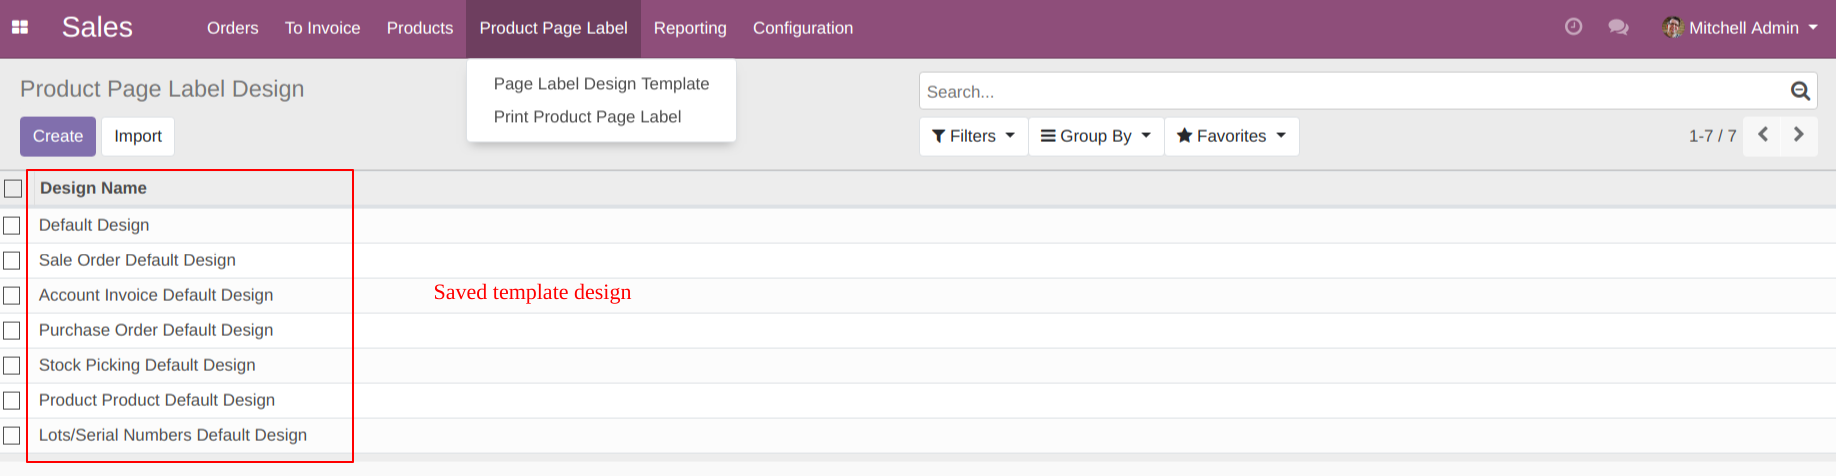 Sales Orders To Invoice Products Product Page Label Reporting Configuration Mitchell Admin
Page Label Design Template
Print Product Page Label
Product Page Label Design
Search...
Create Import
Filters Group By Favorites 1-7 / 7
Design Name
Default Design
Sale Order Default Design
Account Invoice Default Design
Purchase Order Default Design
Stock Picking Default Design
Product Product Default Design
Lots/Serial Numbers Default Design
Saved template design